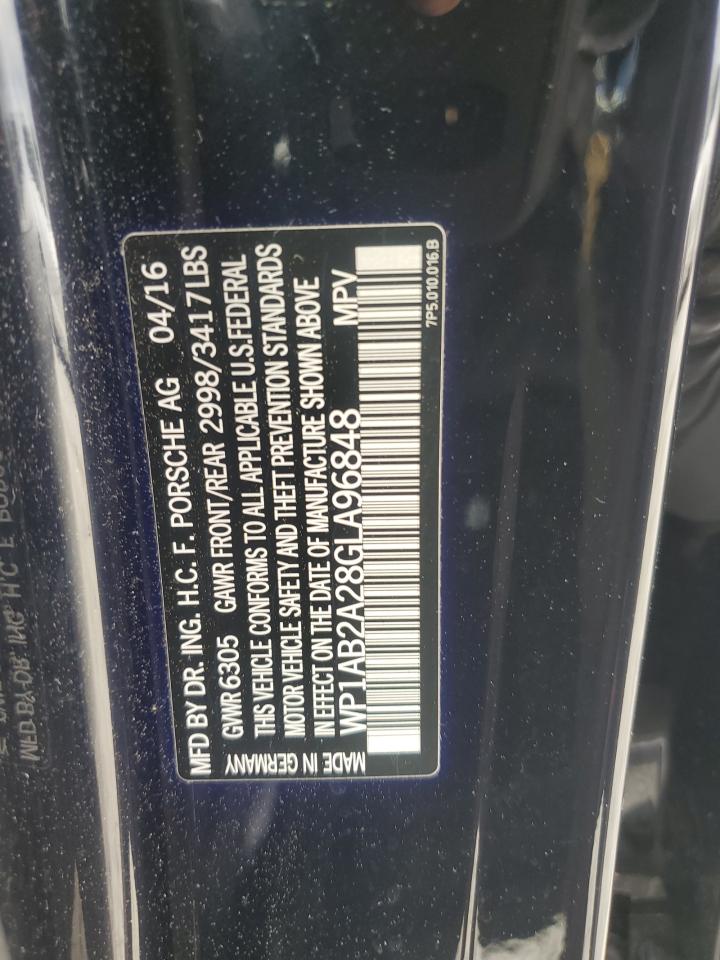 MFD BY DR. ING. H.C. F. PORSCHE AG 04/16
GVWR 6305 GAWR FRONT/REAR 2998/3417 LBS
THIS VEHICLE CONFORMS TO ALL APPLICABLE U.S. FEDERAL
MOTOR VEHICLE SAFETY AND THEFT PREVENTION STANDARDS
IN EFFECT ON THE DATE OF MANUFACTURE SHOWN ABOVE
WP1AB2A28GLA96848 MPV
MADE IN GERMANY
7P5.010.016.B